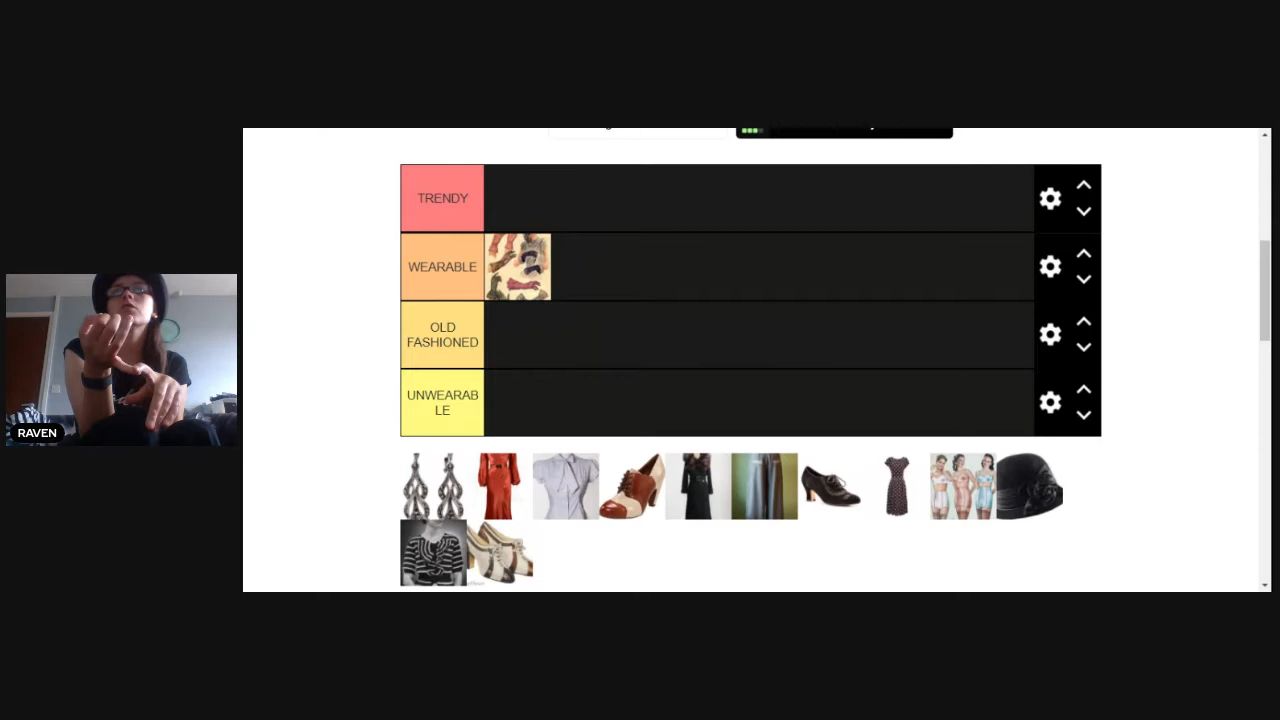 TRENDY
WEARABLE
OLD
FASHIONED
UNWEARAB
LE
RAVEN